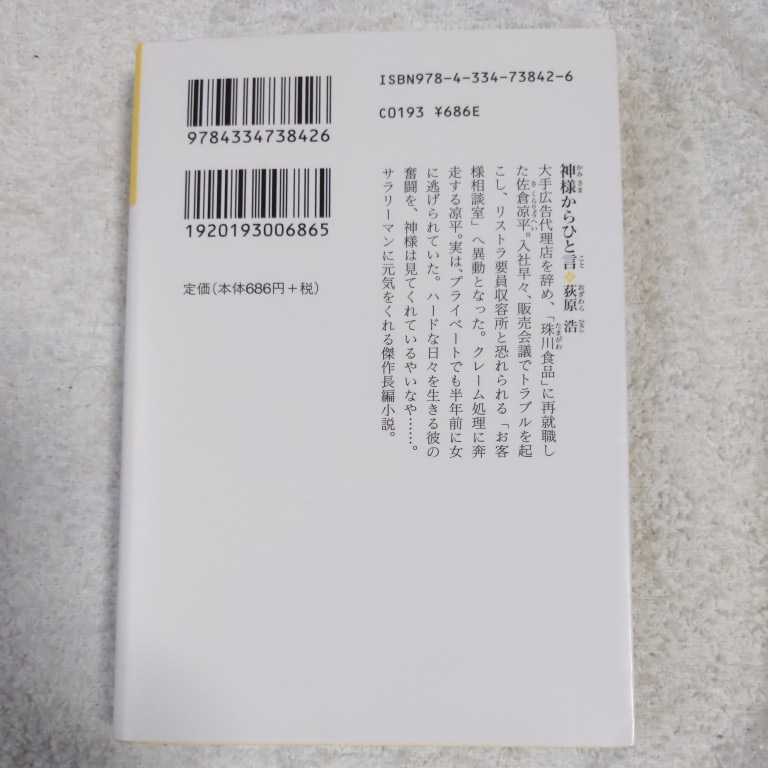 ISBN978-4-334-73842-6
C0193 ¥686E
9784334738426
1920193006865
定価(本体686円+税)
神様からひと言 荻原 浩
大手広告代理店を辞め、「珠川食品」に再就職し
た佐倉凉平。入社早々、販売会議でトラブルを起
こし、リストラ要員収容所と恐れられる「お客
様相談室」へ異動となった。クレーム処理に奔
走する凉平。実は、プライベートでも半年前に女
に逃げられていた。ハードな日々を生きる彼の
奮闘を、神様は見てくれているやいなや……。
サラリーマンに元気をくれる傑作長編小説。